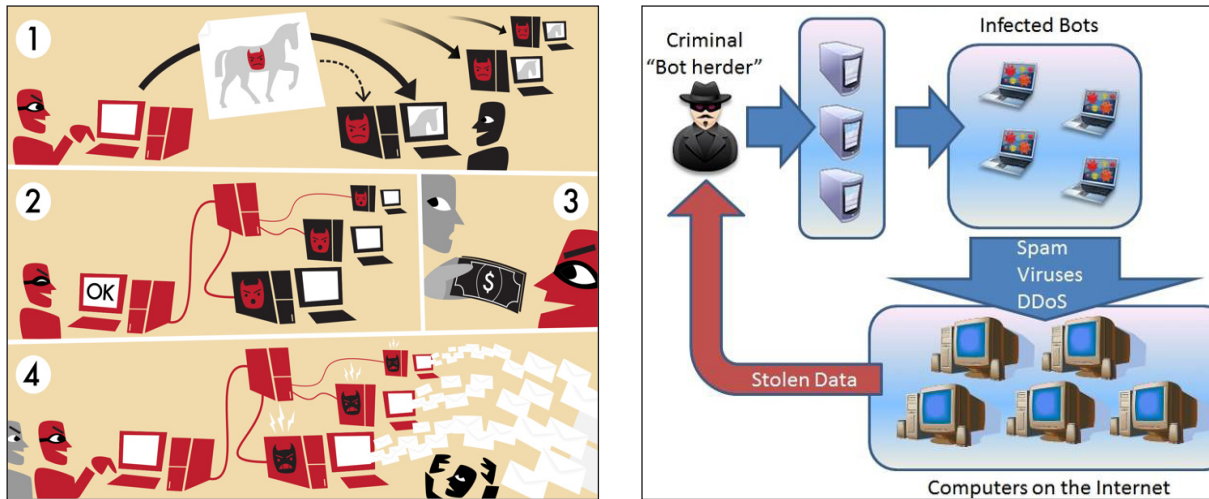 1
2
OK
3
$
4
Criminal
“Bot herder”
Infected Bots
Spam
Viruses
DDoS
Stolen Data
Computers on the Internet